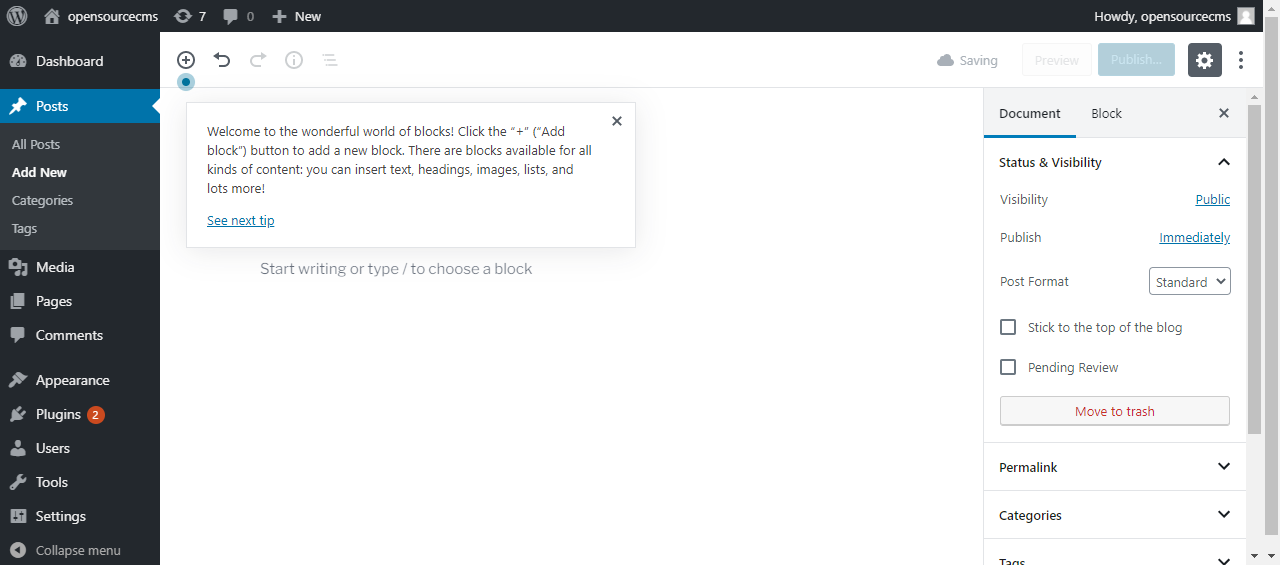 opensourcecms 7 0 New Howdy, opensourcecms
Dashboard
Posts
All Posts
Add New
Categories
Tags
Media
Pages
Comments
Appearance
Plugins 2
Users
Tools
Settings
Collapse menu
Saving Preview Publish...
Welcome to the wonderful world of blocks! Click the “+” (“Add
block”) button to add a new block. There are blocks available for all
kinds of content: you can insert text, headings, images, lists, and
lots more!
See next tip
Start writing or type / to choose a block
Document Block
Status & Visibility
Visibility Public
Publish Immediately
Post Format Standard
Stick to the top of the blog
Pending Review
Move to trash
Permalink
Categories
Tags